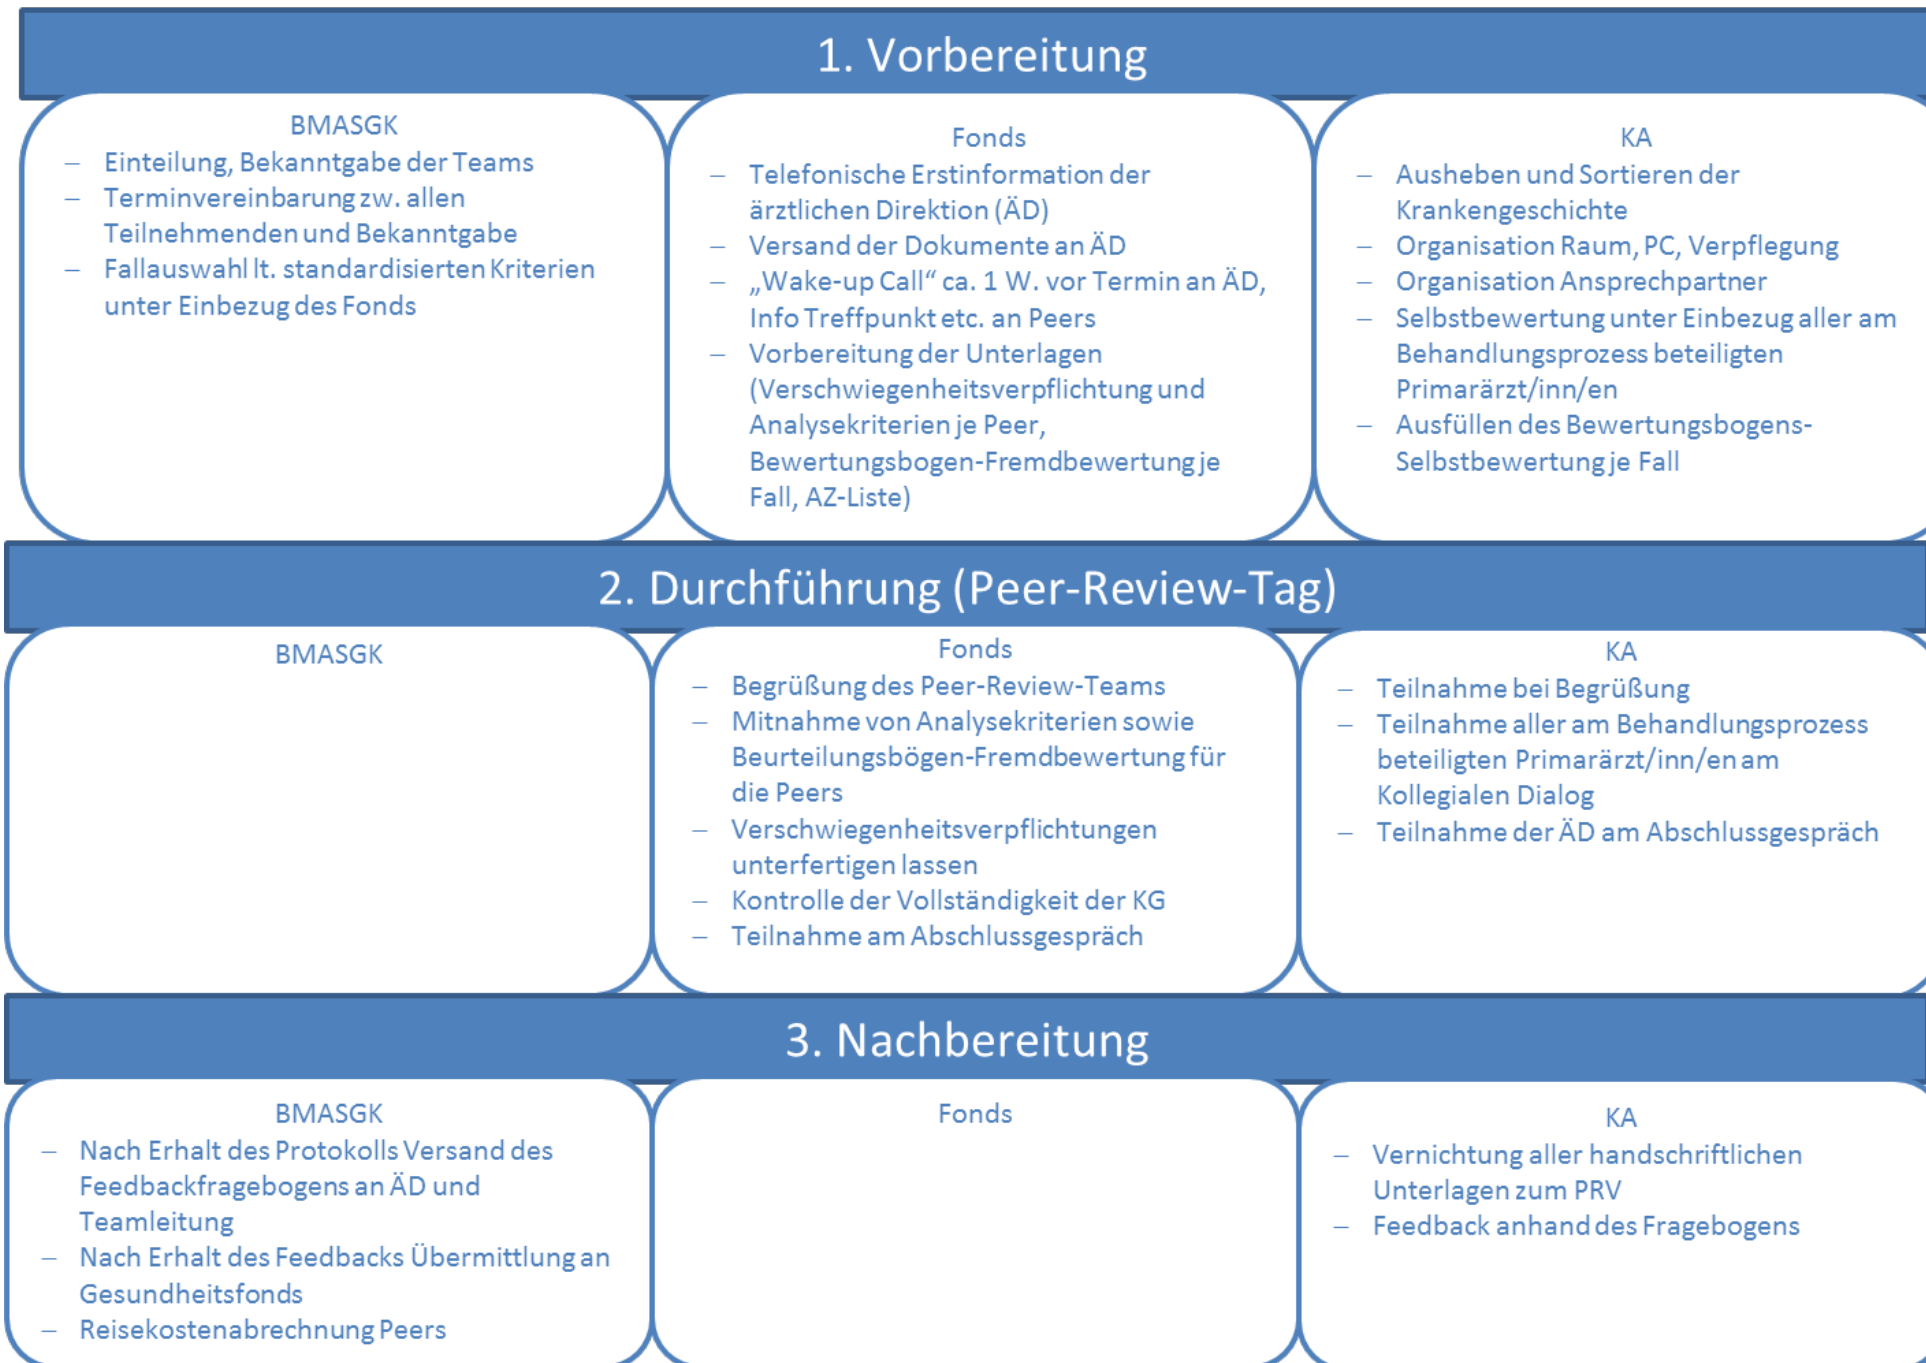 1. Vorbereitung
BMASGK
– Einteilung, Bekanntgabe der Teams
– Terminvereinbarung zw. allen
Teilnehmenden und Bekanntgabe
– Fallauswahl lt. standardisierten Kriterien
unter Einbezug des Fonds
Fonds
– Telefonische Erstinformation der
ärztlichen Direktion (ÄD)
– Versand der Dokumente an ÄD
– „Wake-up Call“ ca. 1 W. vor Termin an ÄD,
Info Treffpunkt etc. an Peers
– Vorbereitung der Unterlagen
(Verschwiegenheitsverpflichtung und
Analysekriterien je Peer,
Bewertungsbogen-Fremdbewertung je
Fall, AZ-Liste)
KA
– Ausheben und Sortieren der
Krankengeschichte
– Organisation Raum, PC, Verpflegung
– Organisation Ansprechpartner
– Selbstbewertung unter Einbezug aller am
Behandlungsprozess beteiligten
Primarärzt/inn/en
– Ausfüllen des Bewertungsbogens-
Selbstbewertung je Fall
2. Durchführung (Peer-Review-Tag)
BMASGK
Fonds
– Begrüßung des Peer-Review-Teams
– Mitnahme von Analysekriterien sowie
Beurteilungsbögen-Fremdbewertung für
die Peers
– Verschwiegenheitsverpflichtungen
unterfertigen lassen
– Kontrolle der Vollständigkeit der KG
– Teilnahme am Abschlussgespräch
KA
– Teilnahme bei Begrüßung
– Teilnahme aller am Behandlungsprozess
beteiligten Primarärzt/inn/en am
Kollegialen Dialog
– Teilnahme der ÄD am Abschlussgespräch
3. Nachbereitung
BMASGK
– Nach Erhalt des Protokolls Versand des
Feedbackfragebogens an ÄD und
Teamleitung
– Nach Erhalt des Feedbacks Übermittlung an
Gesundheitsfonds
– Reisekostenabrechnung Peers
Fonds
KA
– Vernichtung aller handschriftlichen
Unterlagen zum PRV
– Feedback anhand des Fragebogens